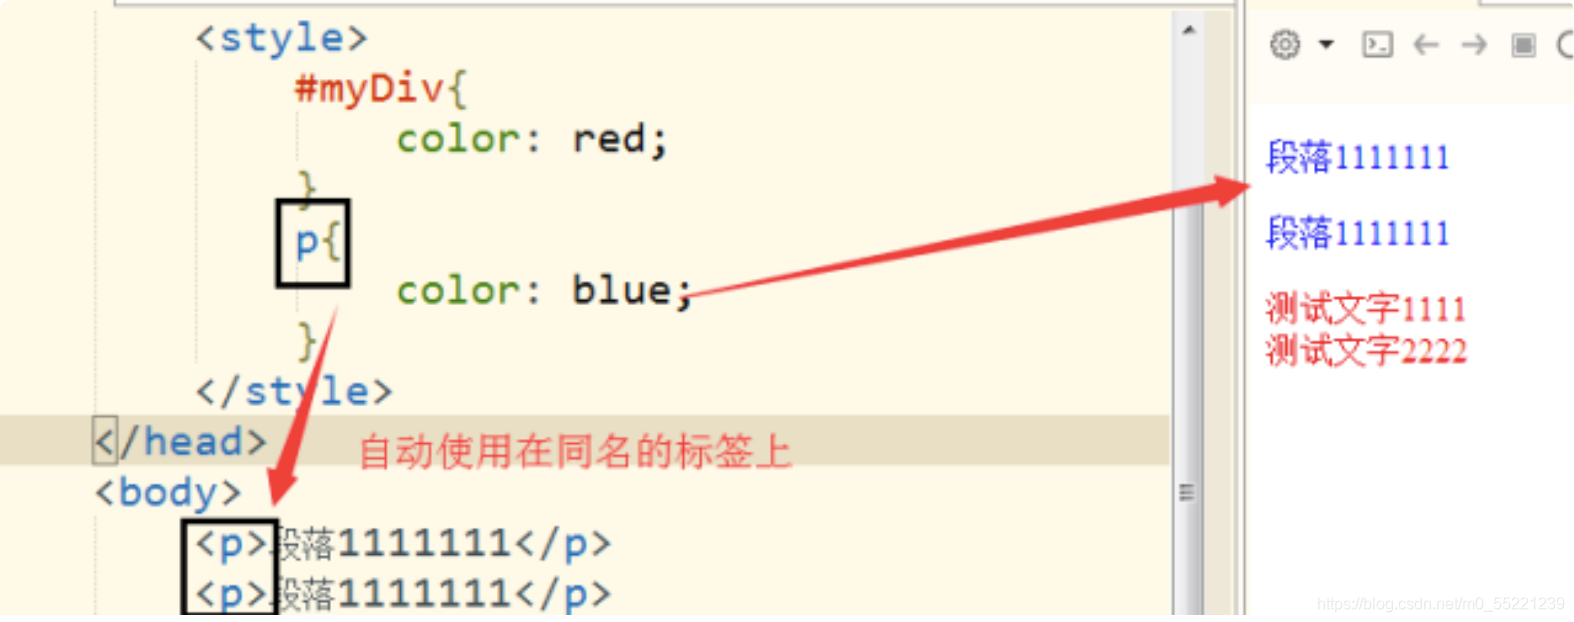 <style>
#myDiv{
color: red;
}
p{
color: blue;
}
</style>
</head>
自动使用在同名的标签上
<body>
<p>段落1111111</p>
<p>段落1111111</p>
段落1111111
段落1111111
测试文字1111
测试文字2222
https://blog.csdn.net/m0_55221239